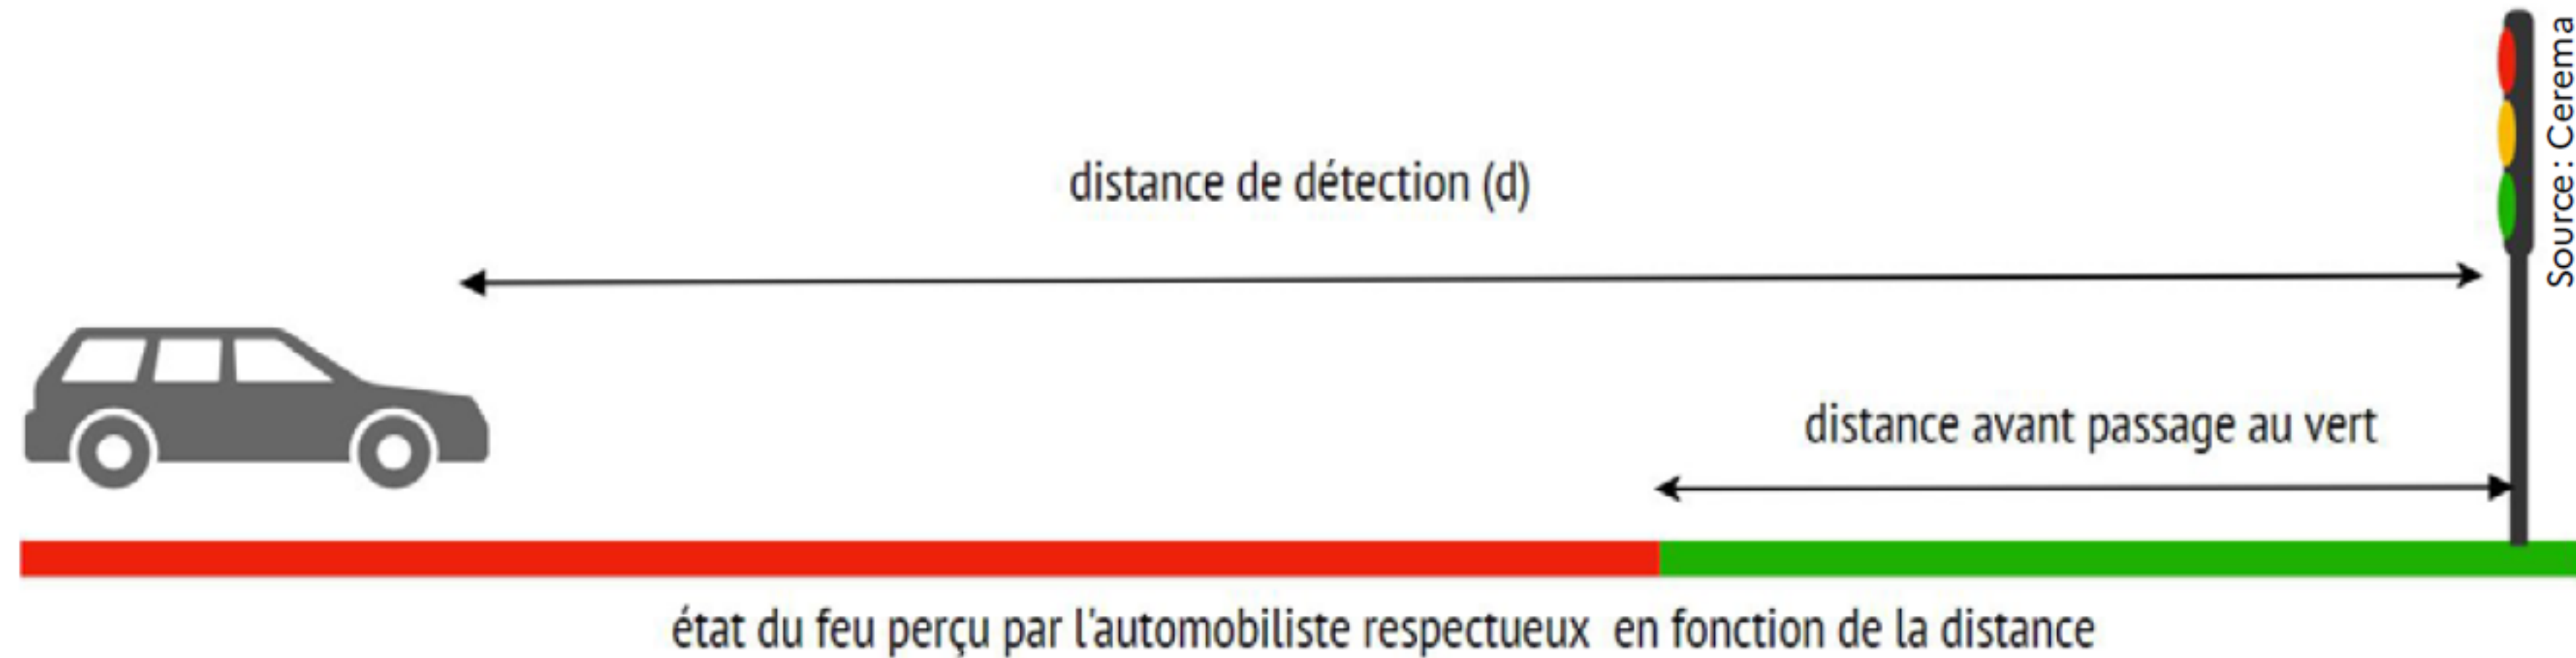 Source : Cerema
distance de détection (d)
distance avant passage au vert
état du feu perçu par l'automobiliste respectueux en fonction de la distance